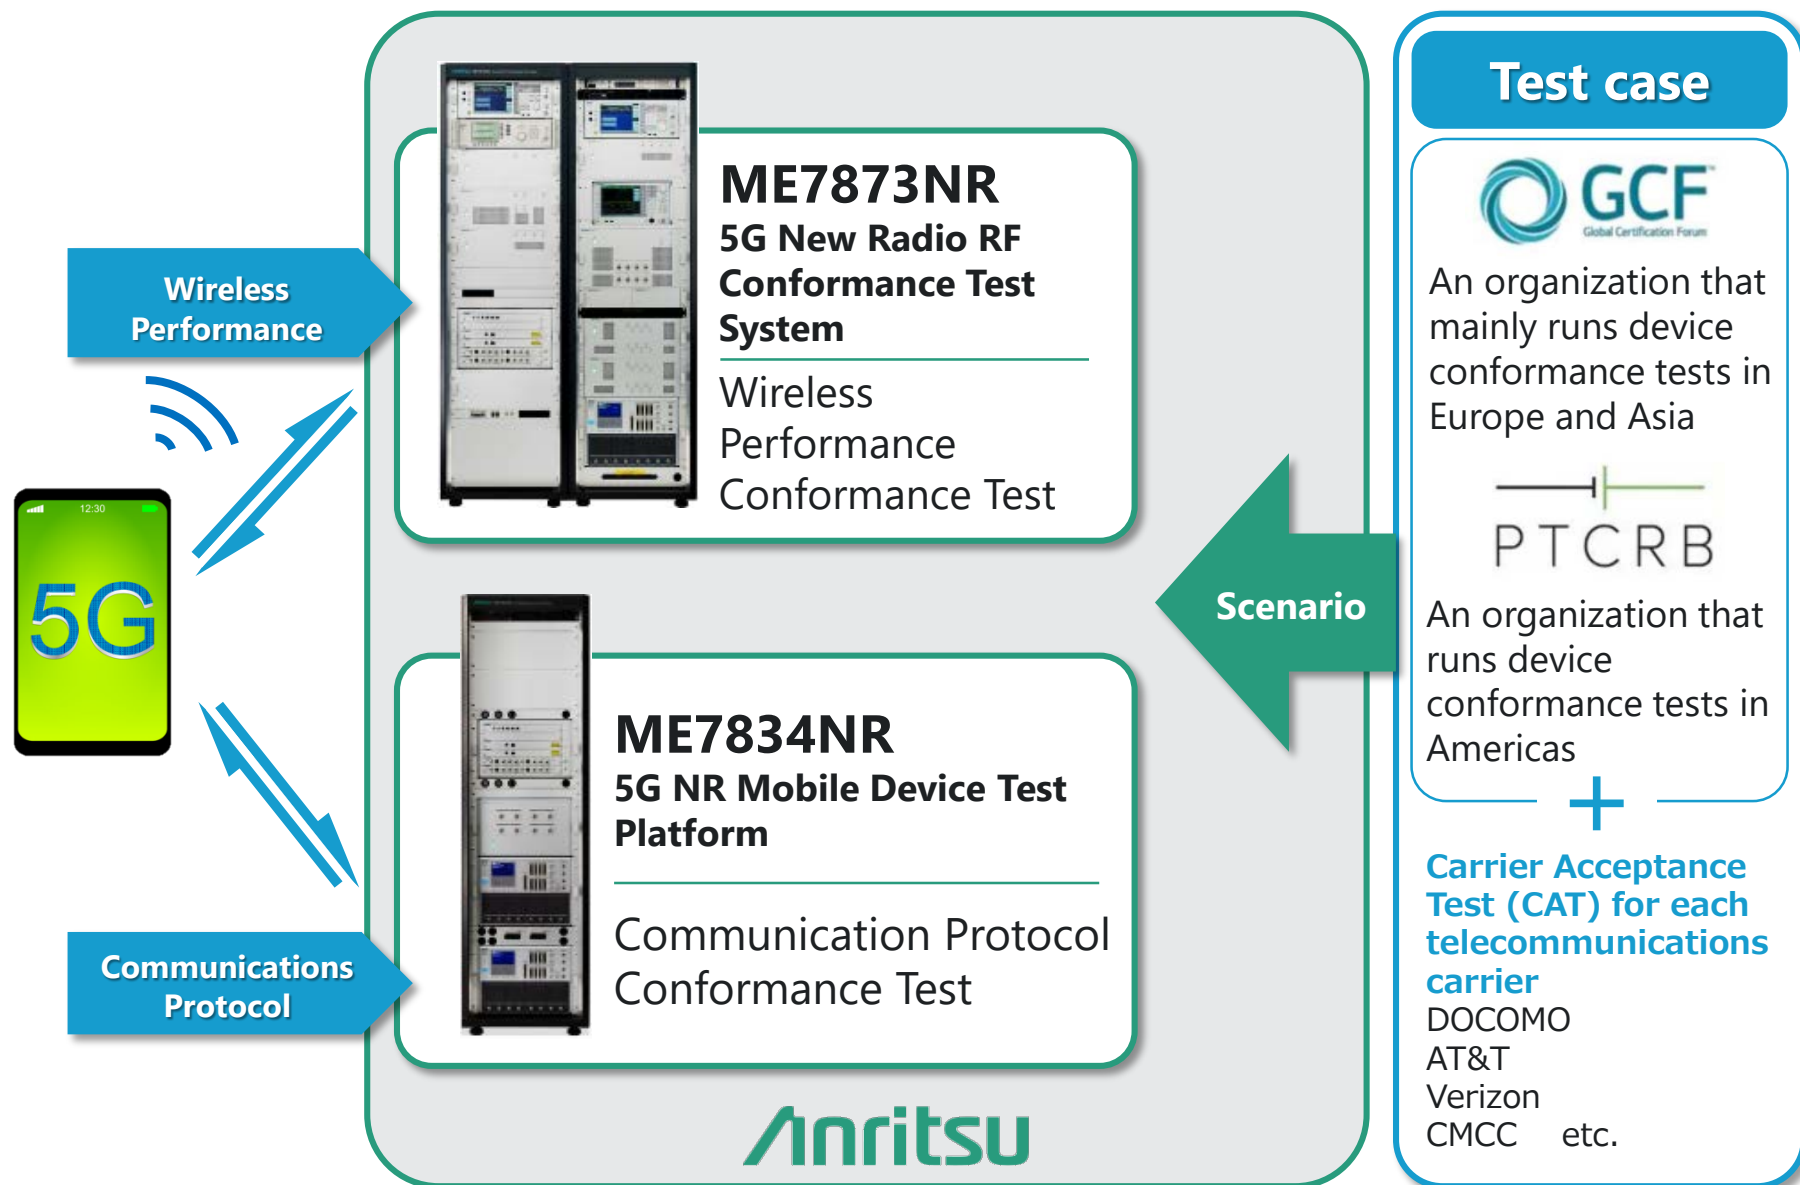 Wireless
Performance
12:30
5G
Communications
Protocol
ME7873NR
5G New Radio RF
Conformance Test
System
Wireless
Performance
Conformance Test
ME7834NR
5G NR Mobile Device Test
Platform
Communication Protocol
Conformance Test
Anritsu
Scenario
Test case
GCF™
Global Certification Forum
An organization that
mainly runs device
conformance tests in
Europe and Asia
PTCRB
An organization that
runs device
conformance tests in
Americas
+
Carrier Acceptance
Test (CAT) for each
telecommunications
carrier
DOCOMO
AT&T
Verizon
CMCC etc.